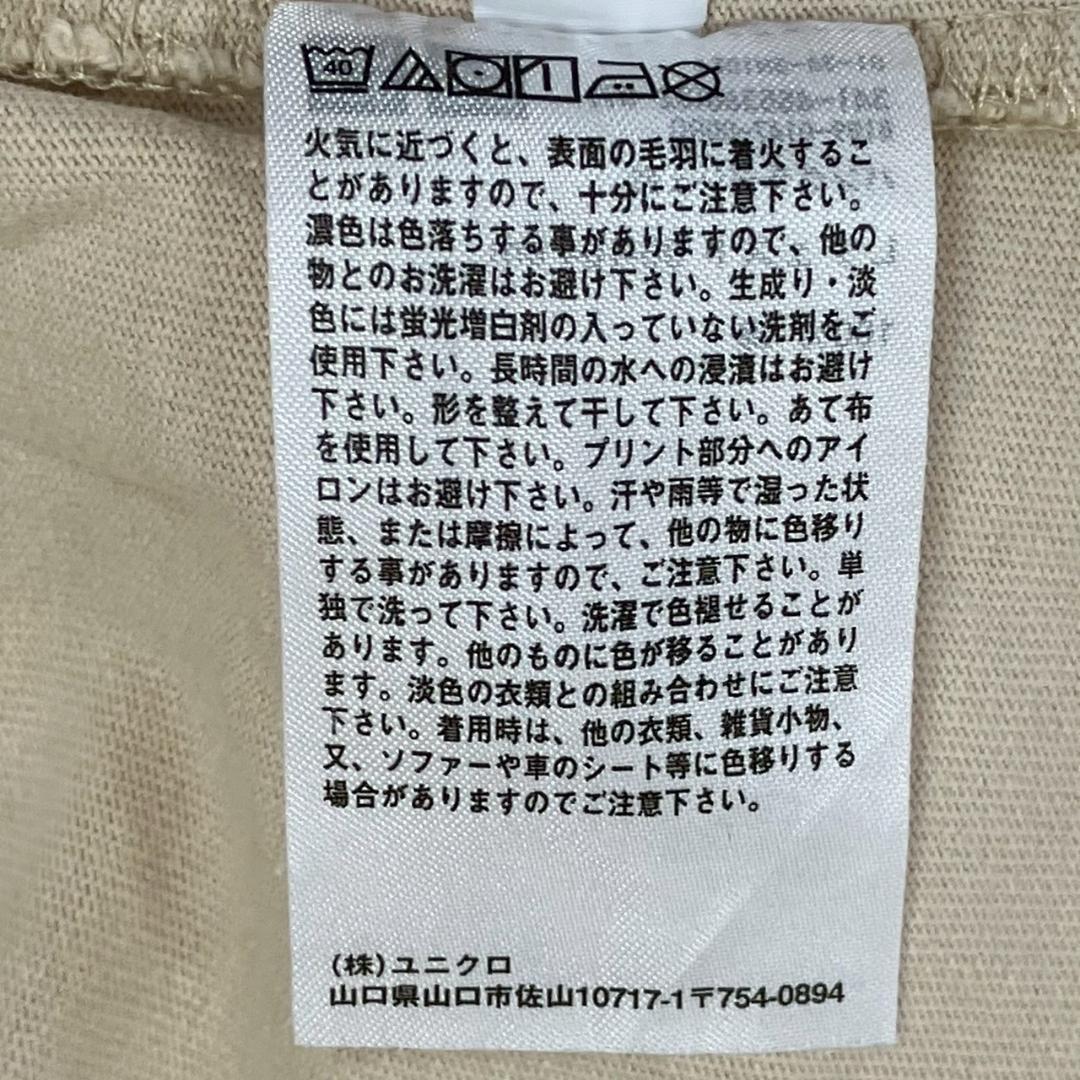 40
火気に近づくと、表面の毛羽に着火するこ
とがありますので、十分にご注意下さい。
濃色は色落ちする事がありますので、他の
物とのお洗濯はお避け下さい。生成り・淡
色には蛍光増白剤の入っていない洗剤をご
使用下さい。長時間の水への浸漬はお避け
下さい。形を整えて干して下さい。あて布
を使用して下さい。プリント部分へのアイ
ロンはお避け下さい。汗や雨等で湿った状
態、または摩擦によって、他の物に色移り
する事がありますので、ご注意下さい。単
独で洗って下さい。洗濯で色褪せることが
あります。他のものに色が移ることがあり
ます。淡色の衣類との組み合わせにご注意
下さい。着用時は、他の衣類、雑貨小物、
又、ソファーや車のシート等に色移りする
場合がありますのでご注意下さい。
(株)ユニクロ
山口県山口市佐山10717-1〒754-0894